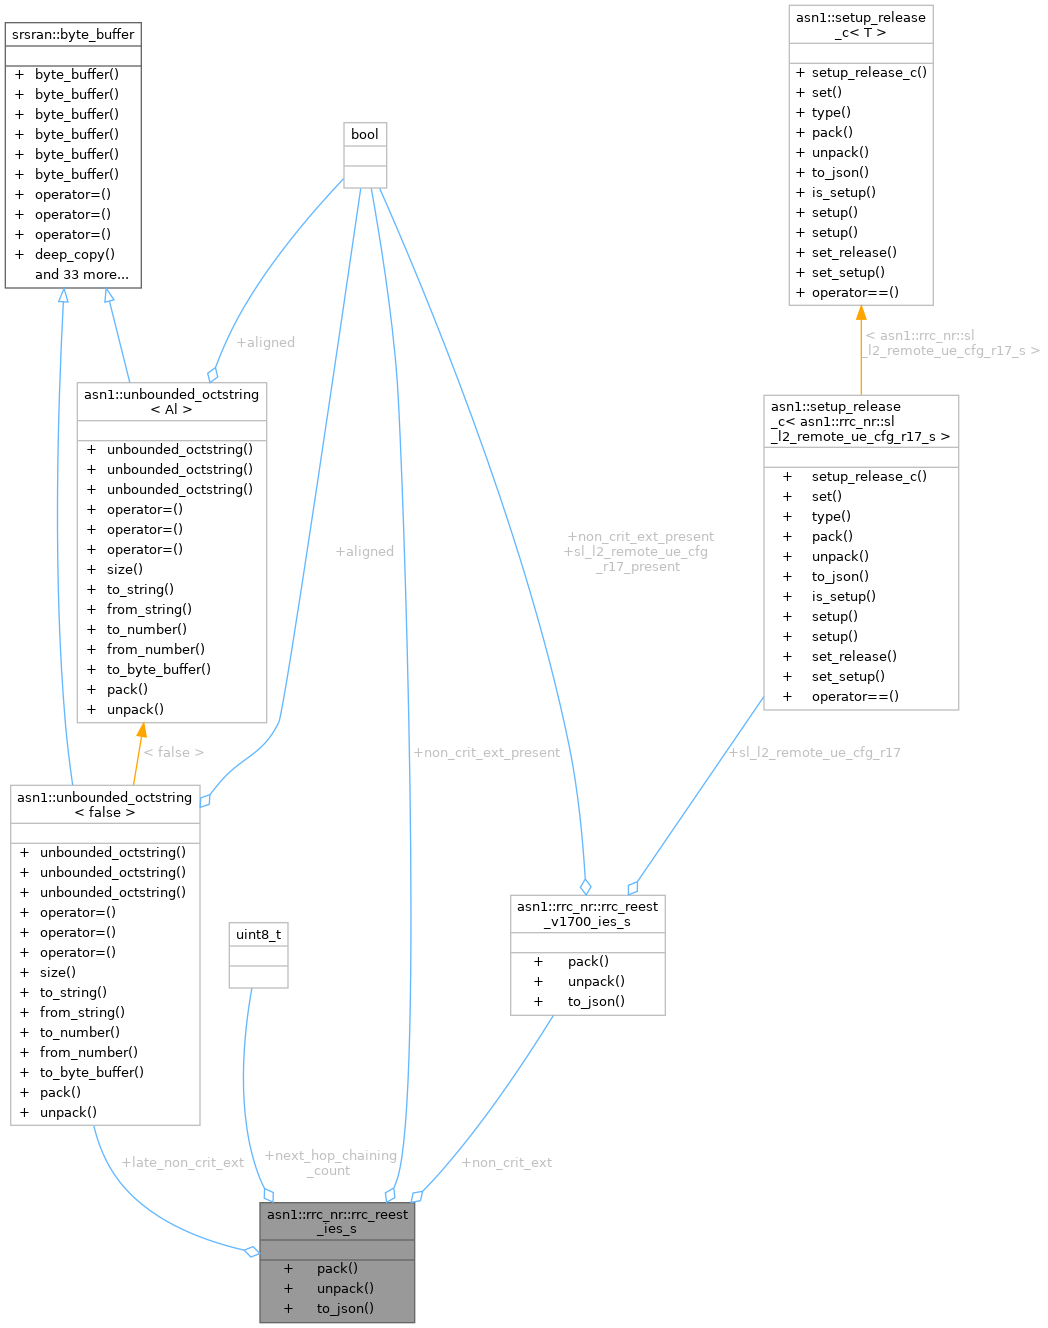 srsran::byte_buffer
+ byte_buffer()
+ byte_buffer()
+ byte_buffer()
+ byte_buffer()
+ byte_buffer()
+ byte_buffer()
+ operator=()
+ operator=()
+ operator=()
+ deep_copy()
and 33 more...
bool
asn1::setup_release
_c< T >
+ setup_release_c()
+ set()
+ type()
+ pack()
+ unpack()
+ to_json()
+ is_setup()
+ setup()
+ setup()
+ set_release()
+ set_setup()
+ operator==()
+aligned
< asn1::rrc_nr::sl
_l2_remote_ue_cfg_r17_s >
asn1::unbounded_octstring
< Al >
+ unbounded_octstring()
+ unbounded_octstring()
+ unbounded_octstring()
+ operator=()
+ operator=()
+ operator=()
+ size()
+ to_string()
+ from_string()
+ to_number()
+ from_number()
+ to_byte_buffer()
+ pack()
+ unpack()
+aligned
+non_crit_ext_present
+sl_l2_remote_ue_cfg
_r17_present
asn1::setup_release
_c< asn1::rrc_nr::sl
_l2_remote_ue_cfg_r17_s >
+ setup_release_c()
+ set()
+ type()
+ pack()
+ unpack()
+ to_json()
+ is_setup()
+ setup()
+ setup()
+ set_release()
+ set_setup()
+ operator==()
< false >
+non_crit_ext_present
+sl_l2_remote_ue_cfg_r17
asn1::unbounded_octstring
< false >
+ unbounded_octstring()
+ unbounded_octstring()
+ unbounded_octstring()
+ operator=()
+ operator=()
+ operator=()
+ size()
+ to_string()
+ from_string()
+ to_number()
+ from_number()
+ to_byte_buffer()
+ pack()
+ unpack()
uint8_t
asn1::rrc_nr::rrc_reest
_v1700_ies_s
+ pack()
+ unpack()
+ to_json()
+late_non_crit_ext
+next_hop_chaining
_count
+non_crit_ext
asn1::rrc_nr::rrc_reest
_ies_s
+ pack()
+ unpack()
+ to_json()